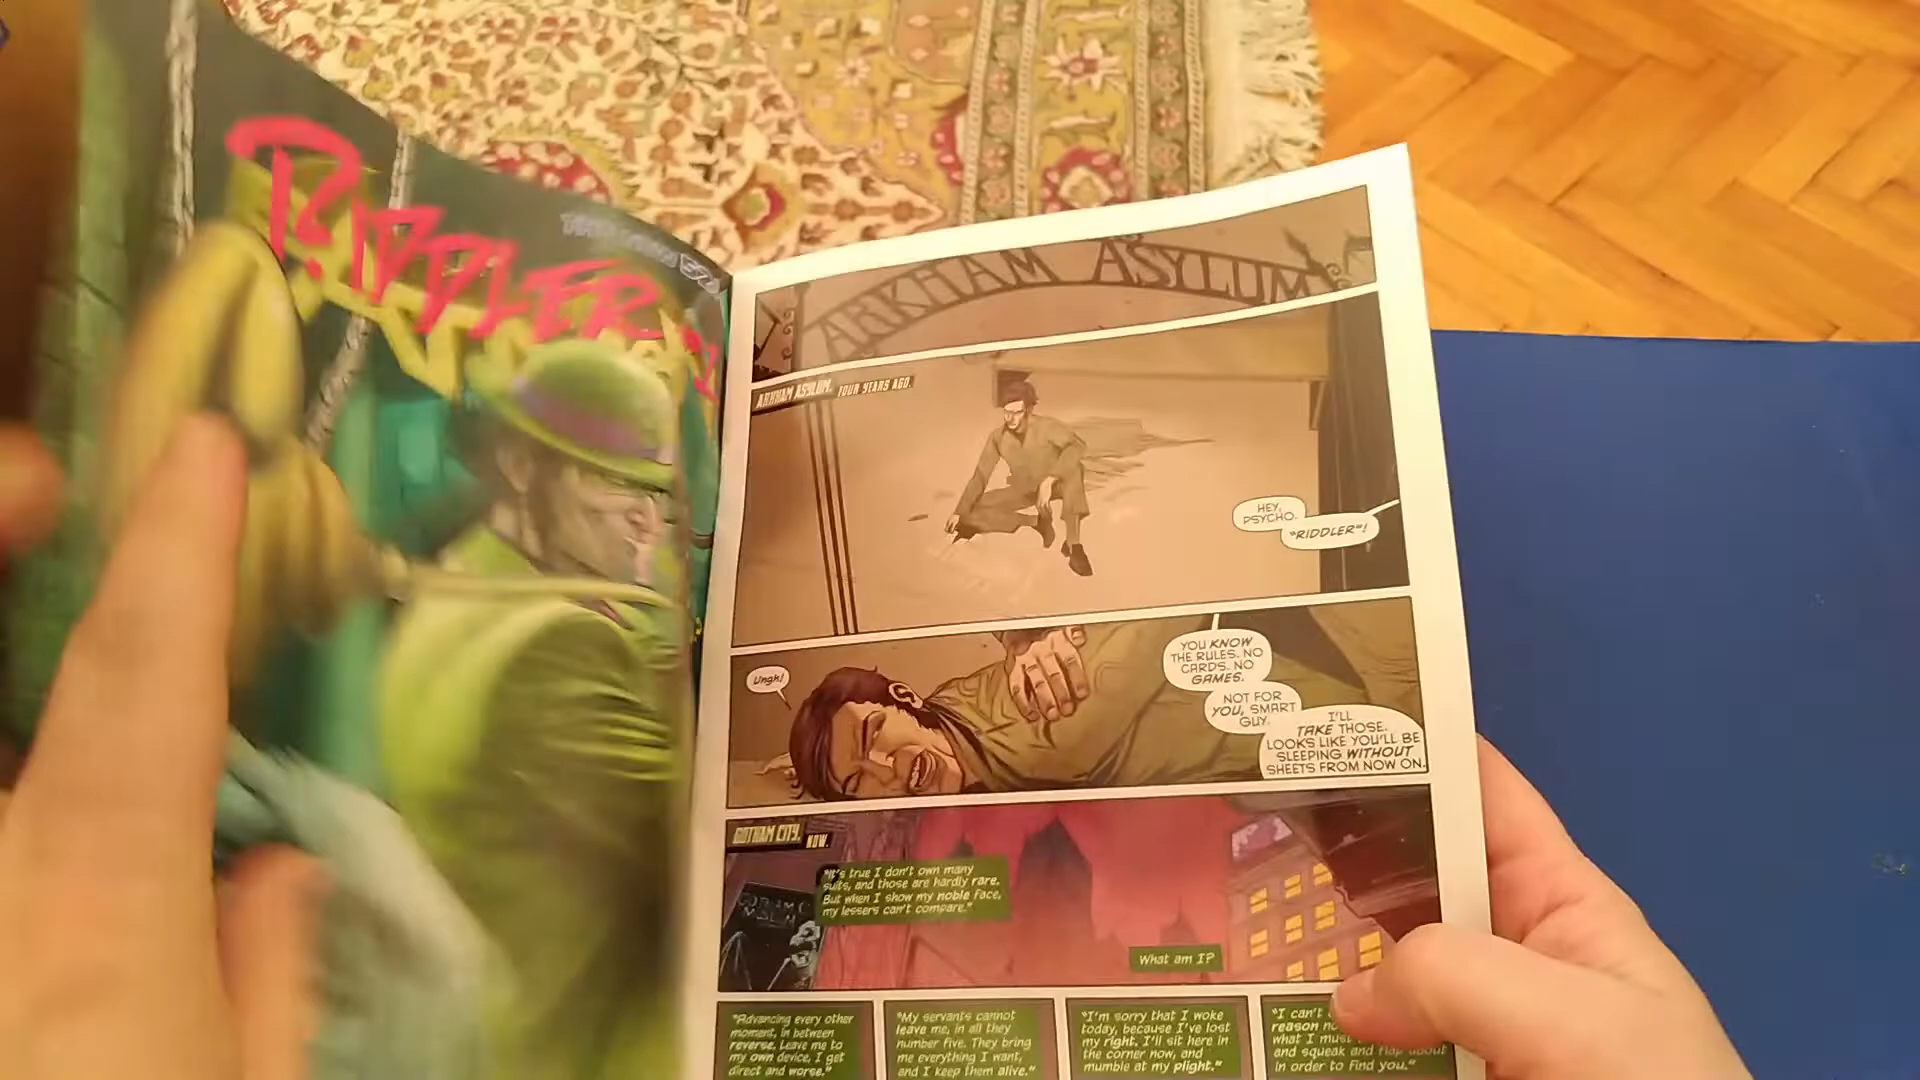 RIDDLER
ARKHAM ASYLUM
ARKHAM ASYLUM. FOUR YEARS AGO.
HEY,
PSYCHO.
"RIDDLER"!
Ungh!
YOU KNOW
THE RULES. NO
CARDS. NO
GAMES.
NOT FOR
YOU, SMART
GUY.
I'LL
TAKE THOSE.
LOOKS LIKE YOU'LL BE
SLEEPING WITHOUT
SHEETS FROM NOW ON.
GOTHAM CITY.
NOW.
"It's true I don't own many
suits, and those are hardly rare.
But when I show my noble face,
my lessers can't compare."
What am I?
"Advancing every other
moment, in between
reverse. Leave me to
my own device, I get
direct and worse."
"My servants cannot
leave me, in all they
number five. They bring
me everything I want,
and I keep them alive."
"I'm sorry that I woke
today, because I've lost
my right. I'll sit here in
the corner now, and
mumble at my plight."
"I can't
reason
what I must
and squeak and flap about
in order to find you."